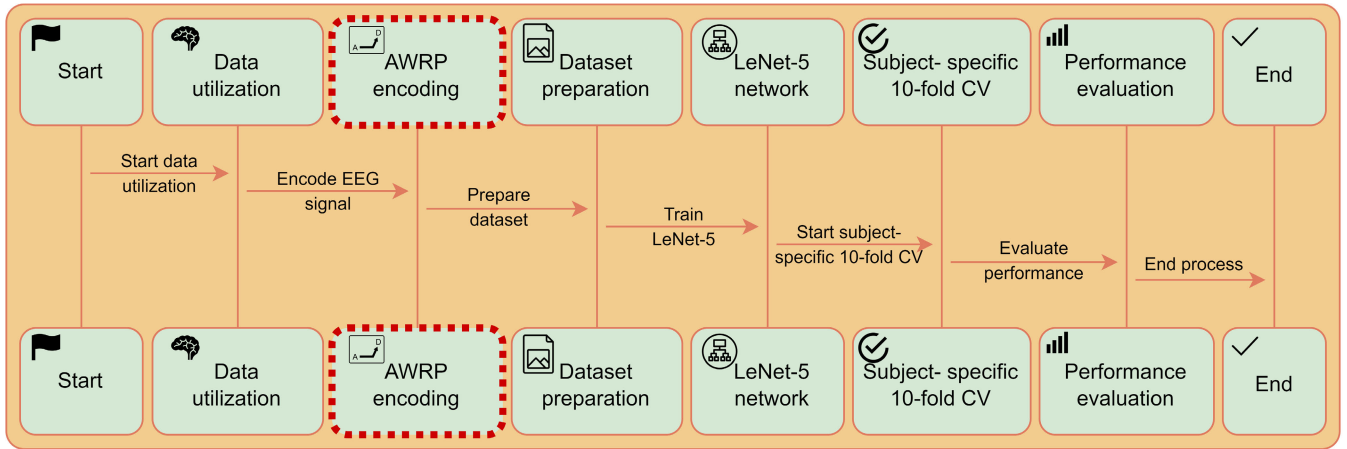 Start
Data
utilization
A
D
AWRP
encoding
Dataset
preparation
LeNet-5
network
Subject- specific
10-fold CV
Performance
evaluation
End
Start data
utilization
Encode EEG
signal
Prepare
dataset
Train
LeNet-5
Start subject-
specific 10-fold CV
Evaluate
performance
End process
Start
Data
utilization
A
D
AWRP
encoding
Dataset
preparation
LeNet-5
network
Subject- specific
10-fold CV
Performance
evaluation
End